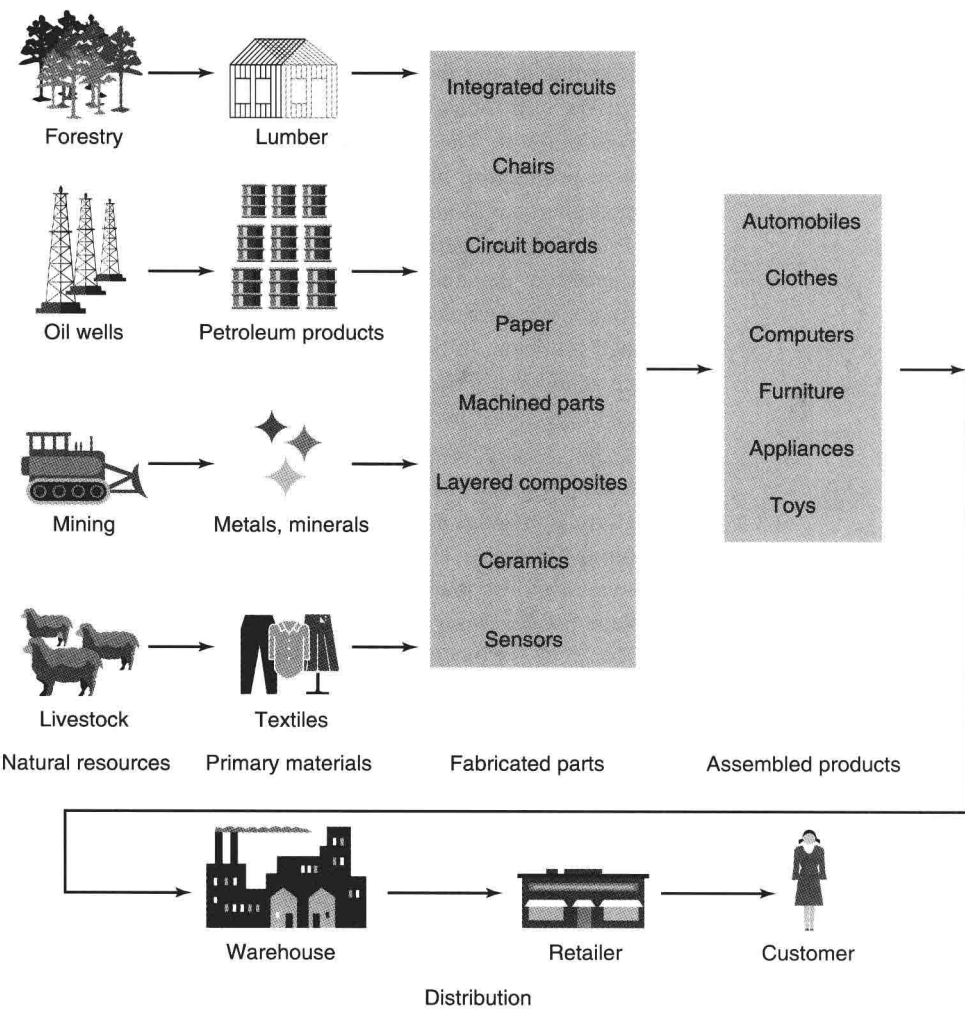 Forestry
Lumber
Oil wells
Petroleum products
Mining
Metals, minerals
Livestock
Textiles
Natural resources
Primary materials
Integrated circuits
Chairs
Circuit boards
Paper
Machined parts
Layered composites
Ceramics
Sensors
Fabricated parts
Automobiles
Clothes
Computers
Furniture
Appliances
Toys
Assembled products
Warehouse
Retailer
Customer
Distribution